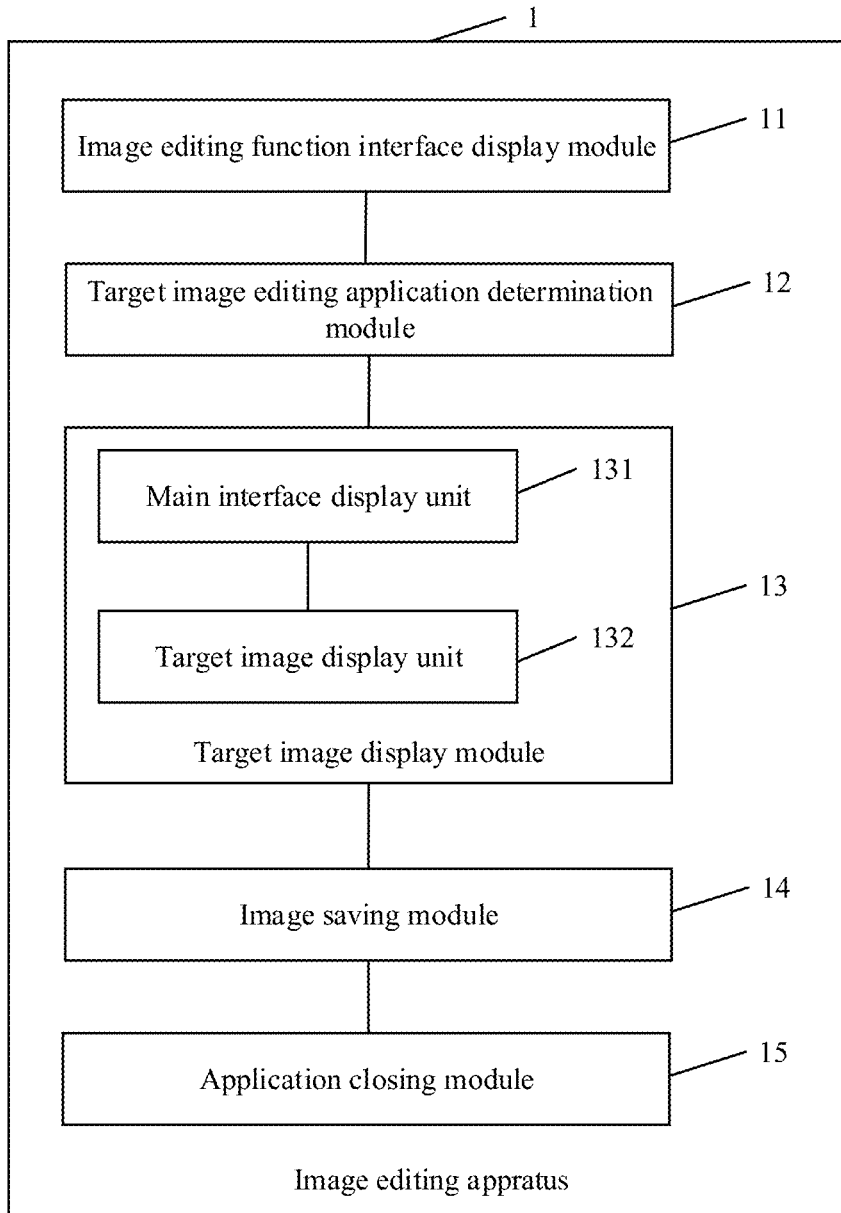 1
Image editing function interface display module
11
Target image editing application determination
module
12
Main interface display unit
131
13
Target image display unit
132
Target image display module
Image saving module
14
Application closing module
15
Image editing appratus